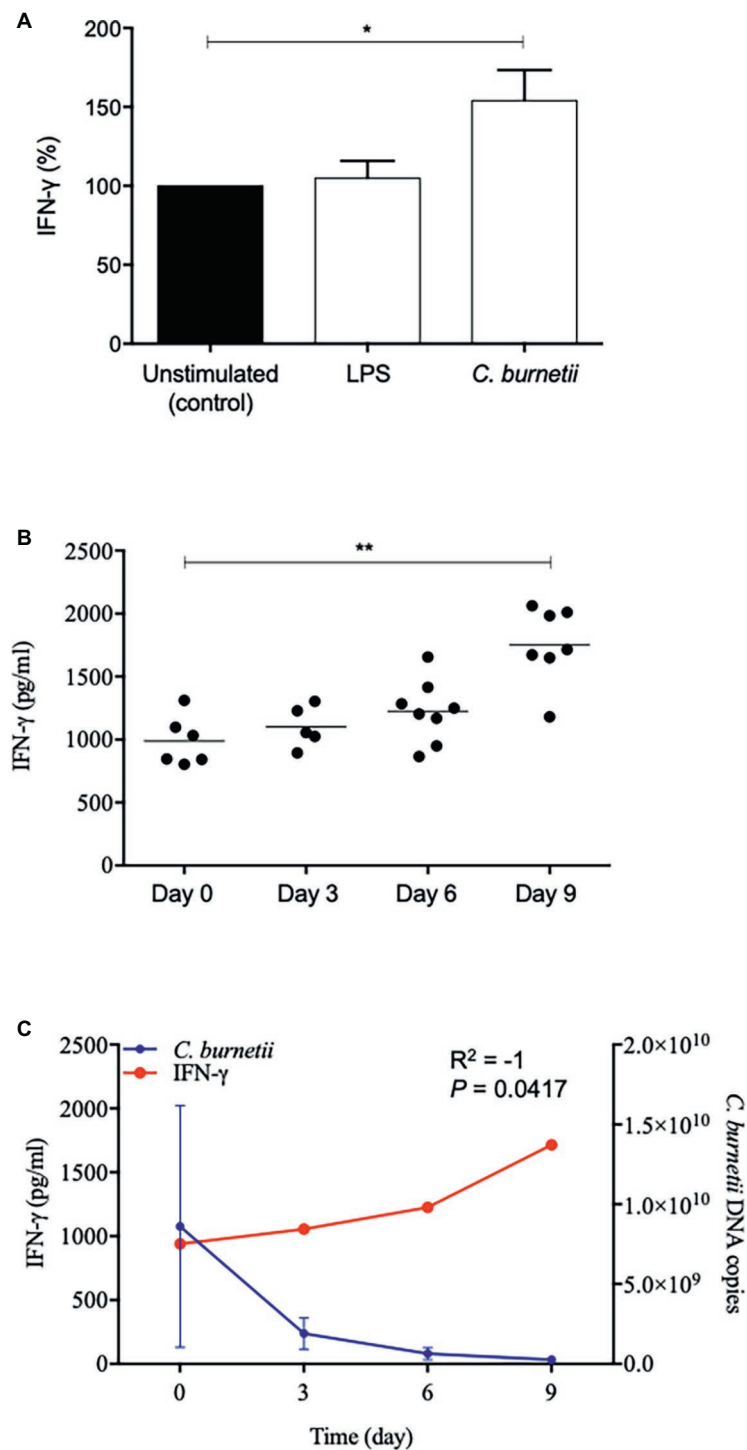 A
*
200
150
100
50
0
IFN-γ (%)
Unstimulated
(control)
LPS
C. burnetii
B
**
2500
2000
1500
1000
500
0
IFN-γ (pg/ml)
Day 0
Day 3
Day 6
Day 9
C
C. burnetii
IFN-γ
R² = -1
P = 0.0417
2500
2000
1500
1000
500
0
IFN-γ (pg/ml)
2.0×10¹⁰
1.5×10¹⁰
1.0×10¹⁰
5.0×10⁹
0.0
C. burnetii DNA copies
0
3
6
9
Time (day)